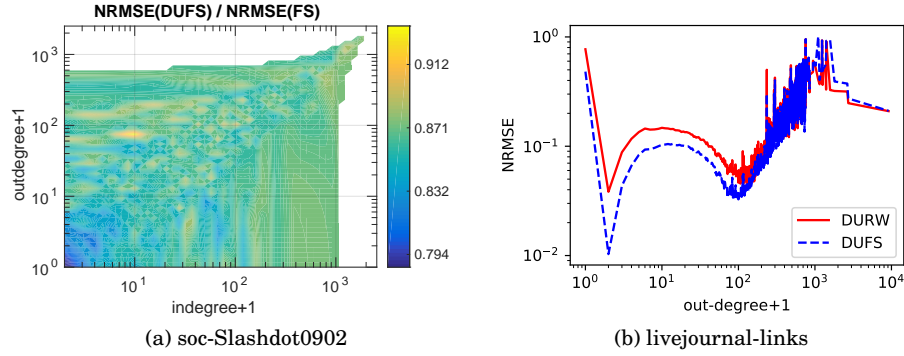 NRMSE(DUFS) / NRMSE(FS)
outdegree+1
10^3
10^2
10^1
10^0
10^1
10^2
10^3
indegree+1
0.912
0.871
0.832
0.794
(a) soc-Slashdot0902
NRMSE
10^0
10^-1
10^-2
10^0
10^1
10^2
10^3
10^4
out-degree+1
DURW
DUFS
(b) livejournal-links